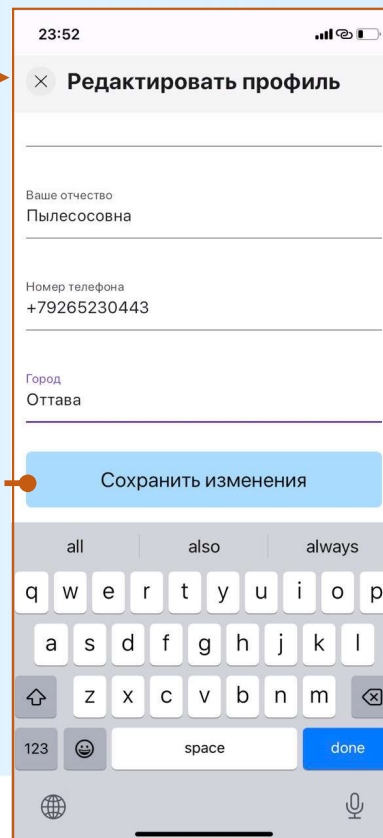 23:52
Редактировать профиль
Ваше отчество
Пылесосовна
Номер телефона
+79265230443
Город
Оттава
Сохранить изменения
all also always
q w e r t y u i o p
a s d f g h j k l
z x c v b n m
123 space done